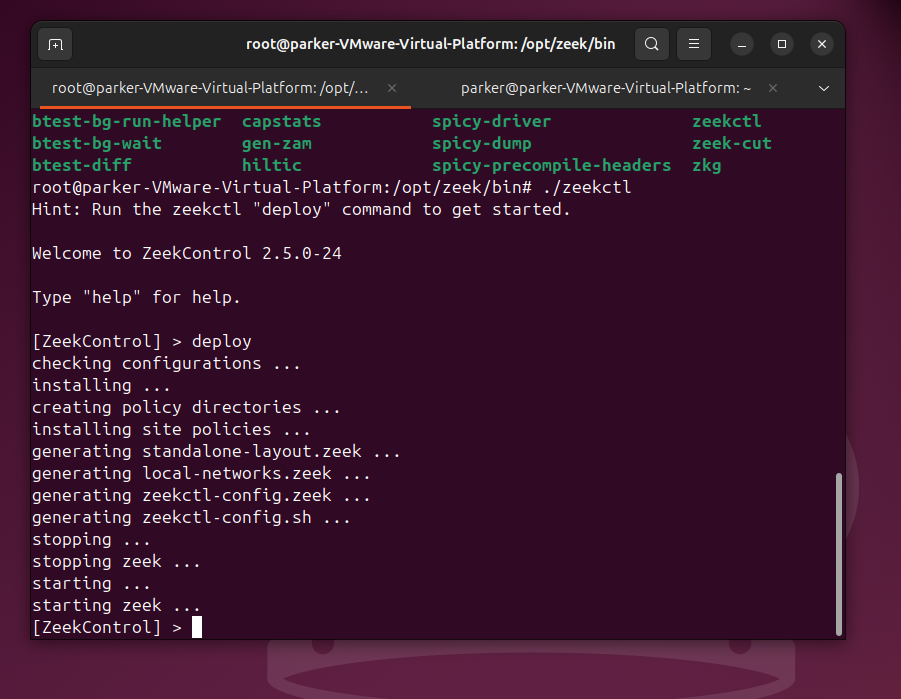 root@parker-VMware-Virtual-Platform: /opt/zeek/bin
root@parker-VMware-Virtual-Platform: /opt/... parker@parker-VMware-Virtual-Platform: ~
btest-bg-run-helper capstats spicy-driver zeekctl
btest-bg-wait gen-zam spicy-dump zeek-cut
btest-diff hiltic spicy-precompile-headers zkg
root@parker-VMware-Virtual-Platform:/opt/zeek/bin# ./zeekctl
Hint: Run the zeekctl "deploy" command to get started.
Welcome to ZeekControl 2.5.0-24
Type "help" for help.
[ZeekControl] > deploy
checking configurations ...
installing ...
creating policy directories ...
installing site policies ...
generating standalone-layout.zeek ...
generating local-networks.zeek ...
generating zeekctl-config.zeek ...
generating zeekctl-config.sh ...
stopping ...
stopping zeek ...
starting ...
starting zeek ...
[ZeekControl] >